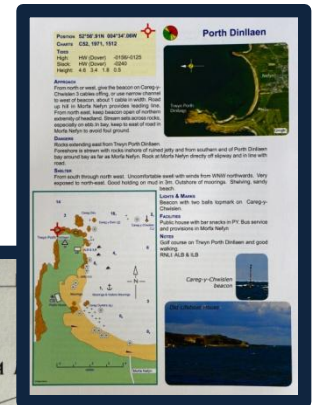 Porth Dinllaen
POSITION 52°56'.91N 004°34'.06W
CHARTS C52, 1971, 1512
TIDES
High: HW (Dover) -0156/-0125
Slack: HW (Dover) -0240
Height: 4.6 3.4 1.8 0.5
APPROACH
From north or west, give the beacon on Careg-y-
Chwislen 5 cables offing, or use narrow channel
to west of beacon, about 1 cable in width. Road
up hill in Morfa Nefyn provides leading line.
From north east, keep beacon open of northern
extremity of headland. Stream sets across rocks,
especially on ebb.In bay, keep to east of road in
Morfa Nefyn to avoid foul ground.
DANGERS
Rocks extending east from Trwyn Porth Dinllaen.
Foreshore is strewn with rocks inshore of ruined jetty and from southern end of Porth Dinllaen
bay around bay as far as Morfa Nefyn. Rock at Morfa Nefyn directly off slipway and in line with
road.
SHELTER
From south through north west. Uncomfortable swell with winds from WNW northwards. Very
exposed to north-east. Good holding on mud in 3m. Outshore of moorings. Shelving, sandy
beach.
LIGHTS & MARKS
Beacon with two balls topmark on Careg-y-
Chwislen
FACILITIES
Public house with bar snacks in PY. Bus service
and provisions in Morfa Nefyn
NOTES
Golf course on Trwyn Porth Dinllaen and good
walking.
RNLI: ALB & ILB
Nefyn
Trwyn Porth
Dinllaen
Careg-y-Chwislen
beacon
Morfa Nefyn